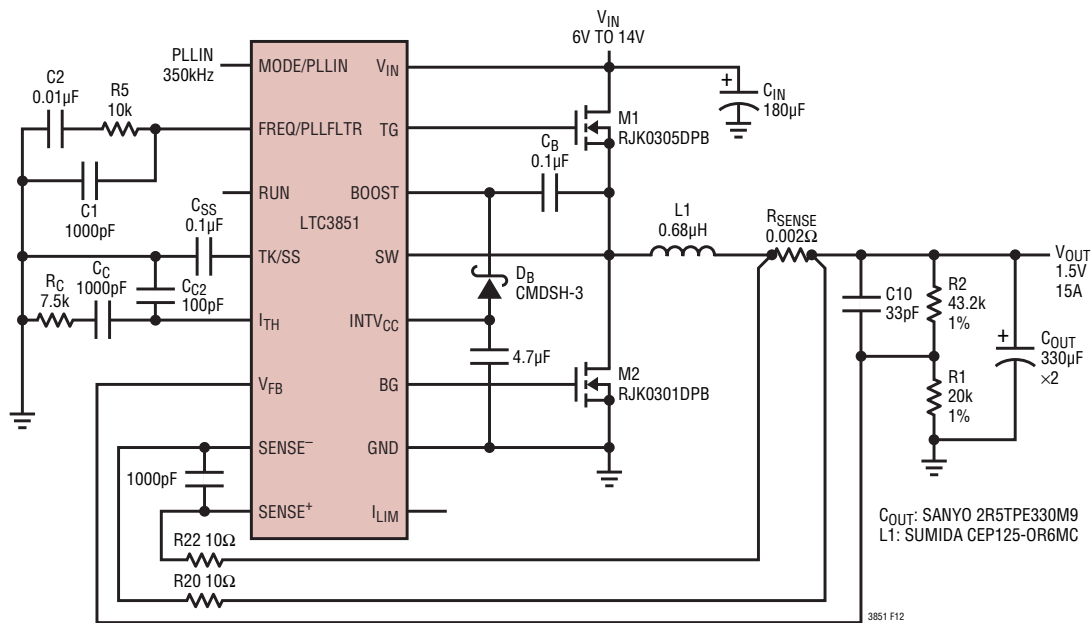 V_IN
6V TO 14V
PLLIN
350kHz
MODE/PLLIN
V_IN
C2
0.01µF
R5
10k
+
C_IN
180µF
FREQ/PLLFLTR
TG
M1
RJK0305DPB
C_B
0.1µF
C1
1000pF
RUN
BOOST
LTC3851
C_SS
0.1µF
L1
0.68µH
R_SENSE
0.002Ω
TK/SS
SW
V_OUT
1.5V
15A
R_C
7.5k
C_C
1000pF
C_C2
100pF
D_B
CMDSH-3
C10
33pF
R2
43.2k
1%
I_TH
INTV_CC
4.7µF
+
C_OUT
330µF
×2
V_FB
BG
M2
RJK0301DPB
R1
20k
1%
SENSE–
GND
1000pF
SENSE+
I_LIM
R22 10Ω
R20 10Ω
C_OUT: SANYO 2R5TPE330M9
L1: SUMIDA CEP125-OR6MC
3851 F12